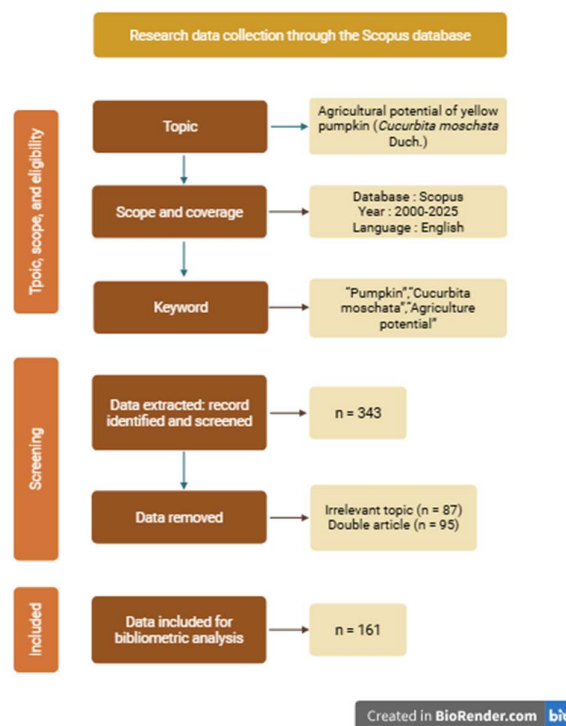 Research data collection through the Scopus database
Tpoic, scope, and eligibility
Topic
Agricultural potential of yellow
pumpkin (Cucurbita moschata
Duch.)
Scope and coverage
Database : Scopus
Year : 2000-2025
Language : English
Keyword
“Pumpkin”,“Cucurbita
moschata”,“Agriculture
potential”
Screening
Data extracted: record
identified and screened
n = 343
Data removed
Irrelevant topic (n = 87)
Double article (n = 95)
Included
Data included for
bibliometric analysis
n = 161
Created in BioRender.com bio